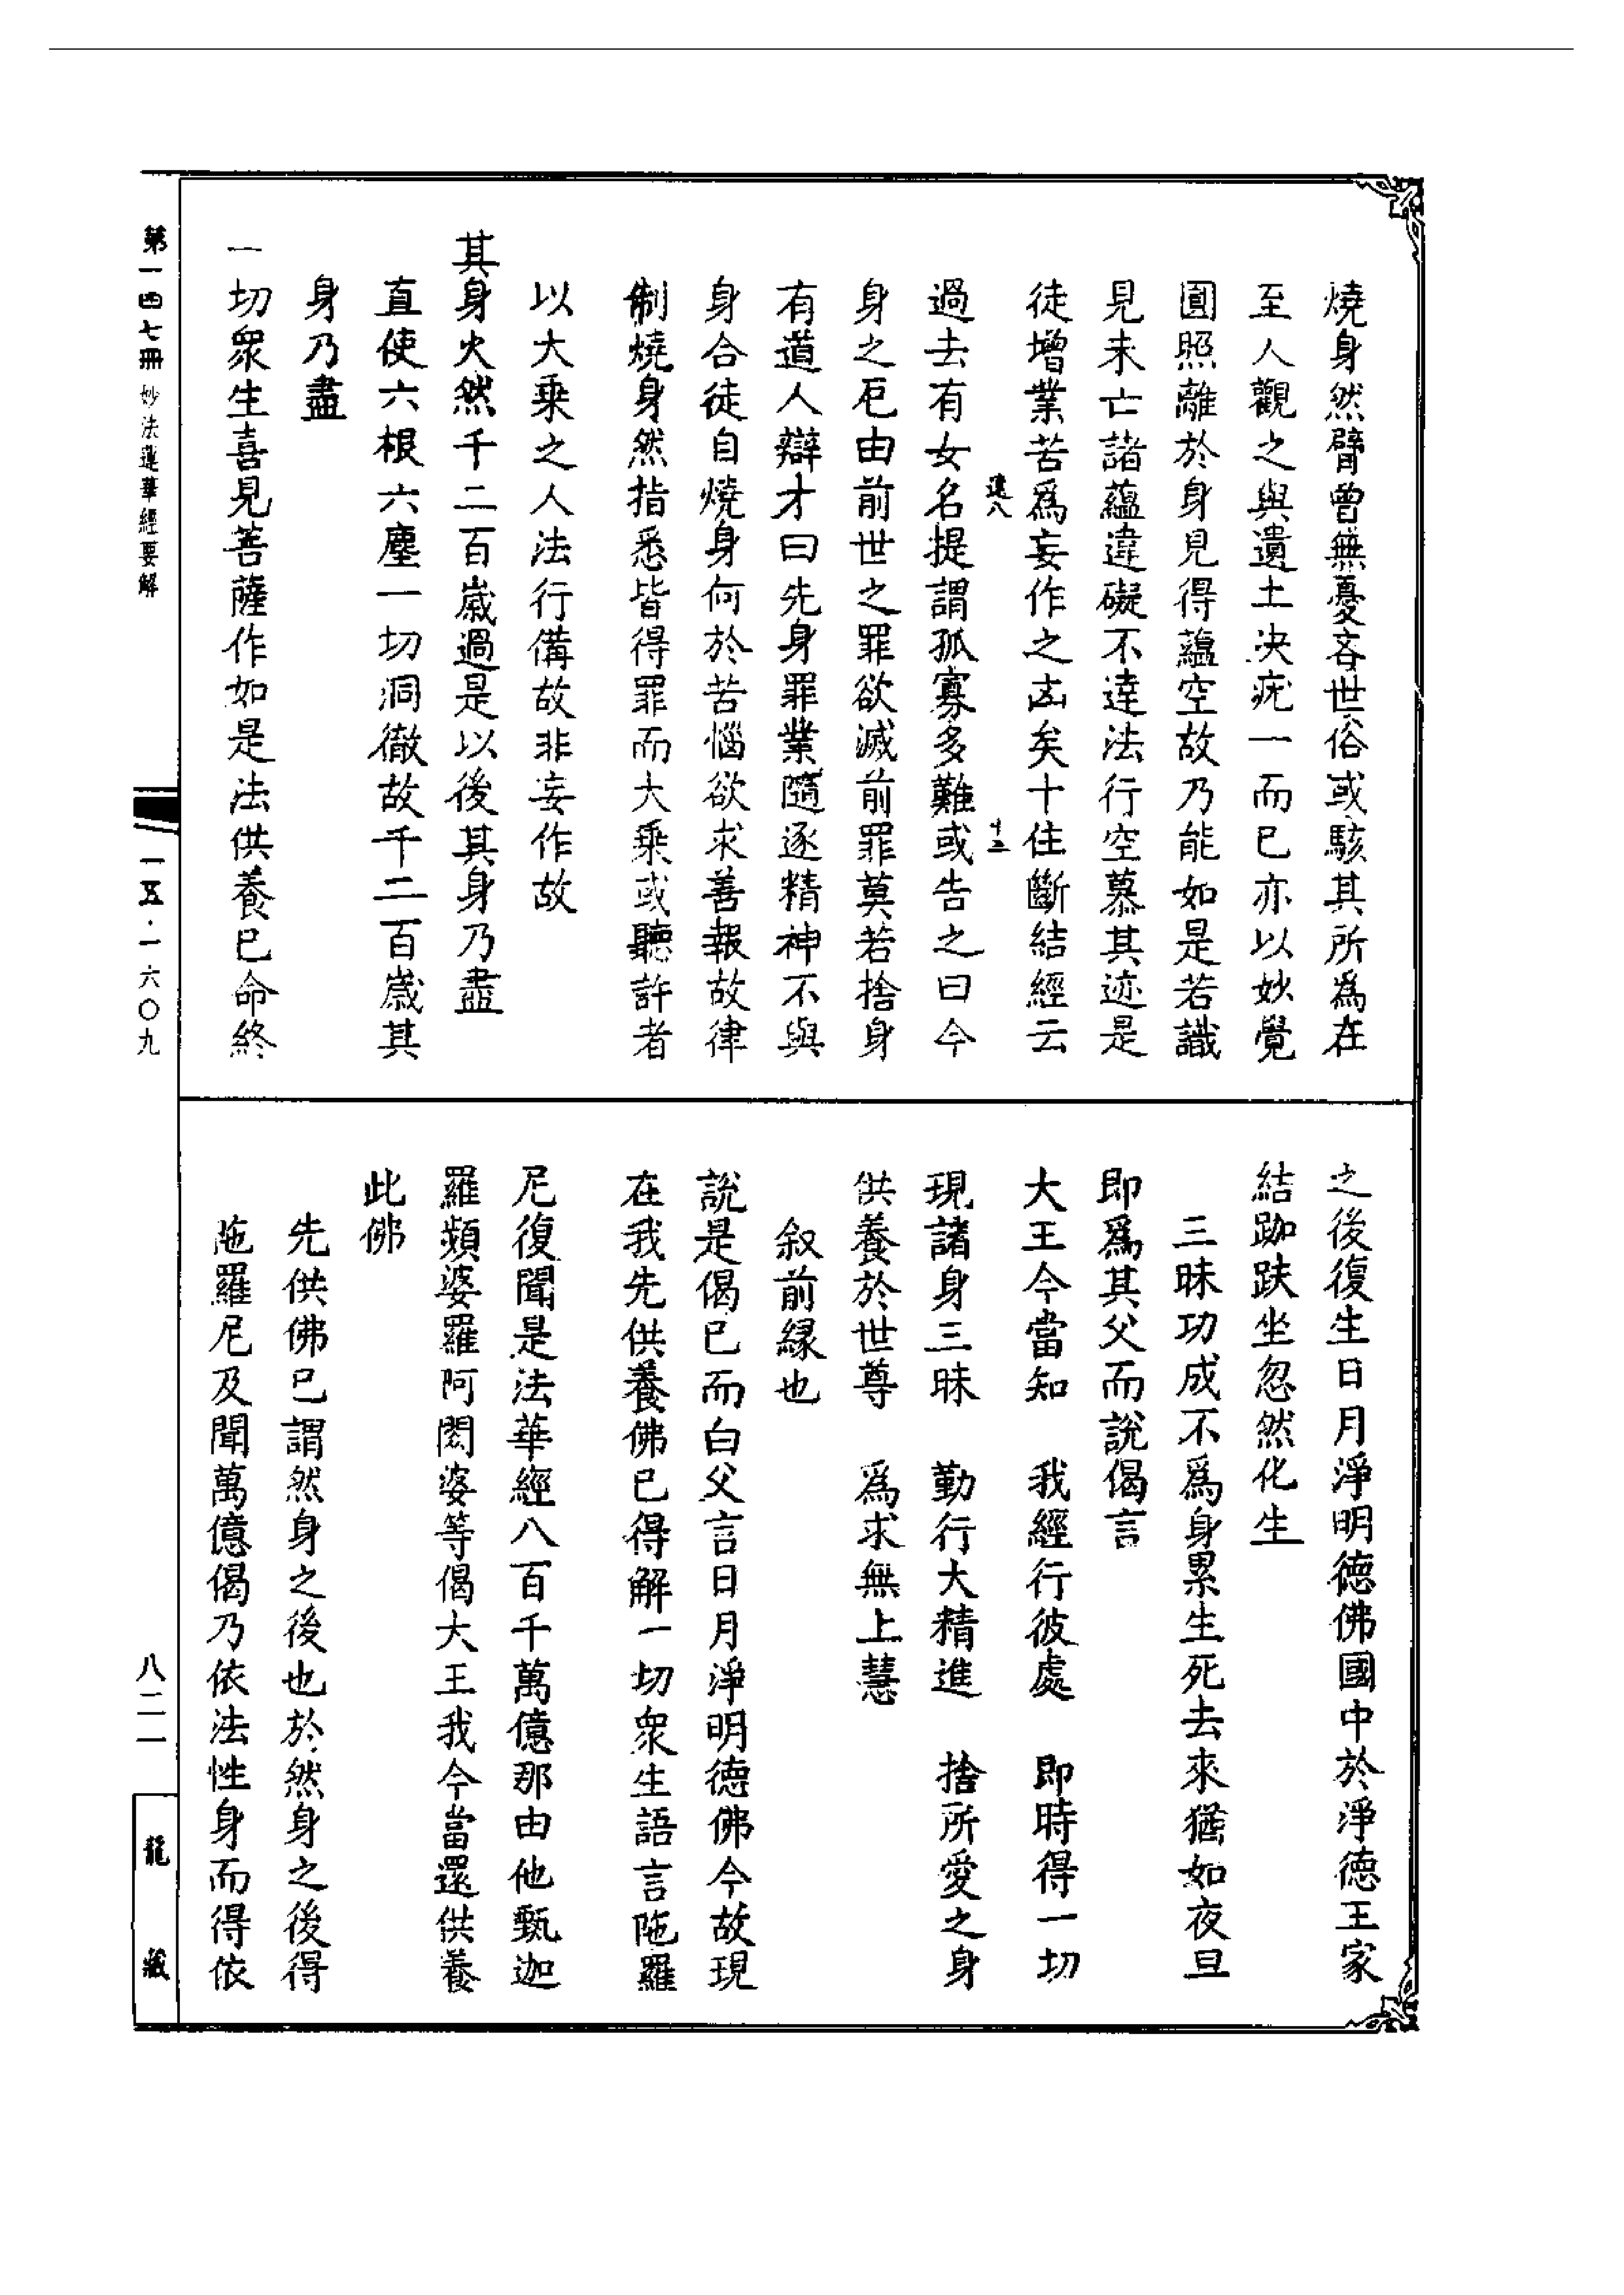 燒身然臂曾無憂吝世俗或駭其所為在
至人觀之與遺土決疣一而已亦以妙覺
圓照離於身見得蘊空故乃能如是若識
見未亡諸蘊違礙不達法行空慕其迹是
徒增業苦爲妄作之凶矣十住斷結經云
過去有女名提謂孤寡多難或告之曰今
身之厄由前世之罪欲滅前罪莫若捨身
有道人辯才曰先身罪業隨逐精神不與
身合徒自燒身何於苦惱欲求善報故律
制燒身然指悉皆得罪而大乘或聽許者
以大乘之人法行備故非妄作故
其身火然千二百歲過是以後其身乃盡
直使六根六塵一切洞徹故千二百歲其
身乃盡
一切衆生喜見菩薩作如是法供養已命終
之後復生日月淨明德佛國中於淨德王家
結跏趺坐忽然化生
三昧功成不爲身累生死去來猶如夜旦
即爲其父而說偈言
大王今當知　我經行彼處　即時得一切
現諸身三昧　勤行大精進　捨所愛之身
供養於世尊　爲求無上慧
叙前緣也
說是偈已而白父言日月淨明德佛今故現
在我先供養佛已得解一切衆生語言陁羅
尼復聞是法華經八百千萬億那由他甄迦
羅頻婆羅阿閦婆等偈大王我今當還供養
此佛
先供佛已謂然身之後也於然身之後得
陁羅尼及聞萬億偈乃依法性身而得依
第一四七冊 妙法蓮華經要解
一五·一六〇九
八二一
龍藏